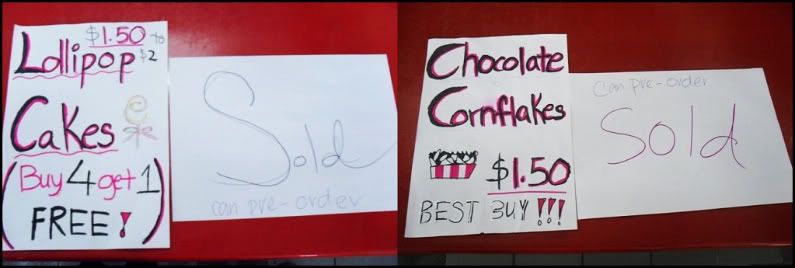 $1.50 to
Lollipop $2
Cakes
(Buy 4 get 1
FREE!)
Sold
can pre-order
Chocolate
Cornflakes
$1.50
BEST BUY!!!
Can pre-order
Sold